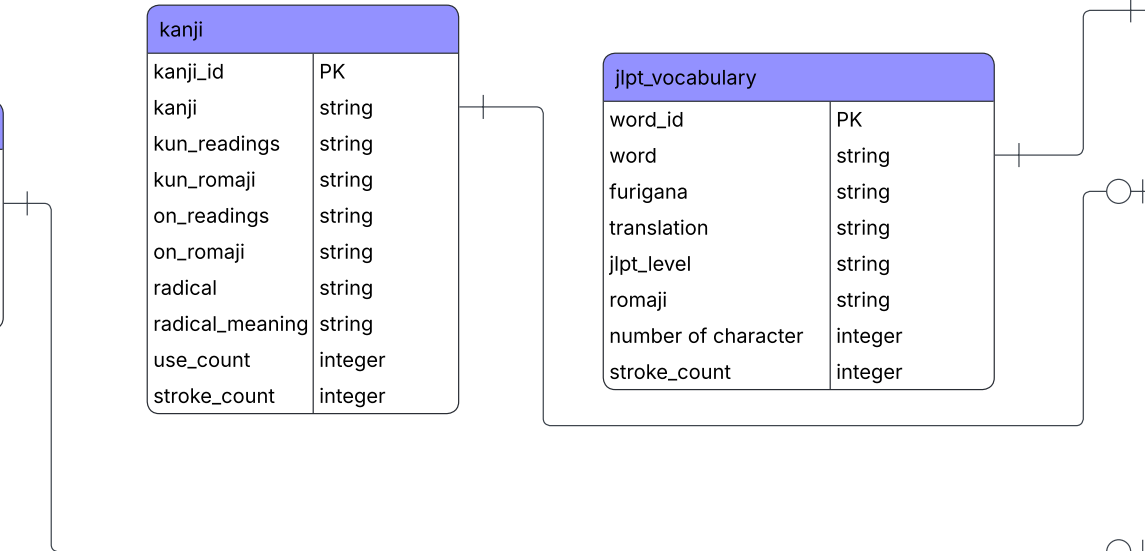 kanji
kanji_id PK
kanji string
kun_readings string
kun_romaji string
on_readings string
on_romaji string
radical string
radical_meaning string
use_count integer
stroke_count integer
jlpt_vocabulary
word_id PK
word string
furigana string
translation string
jlpt_level string
romaji string
number of character integer
stroke_count integer